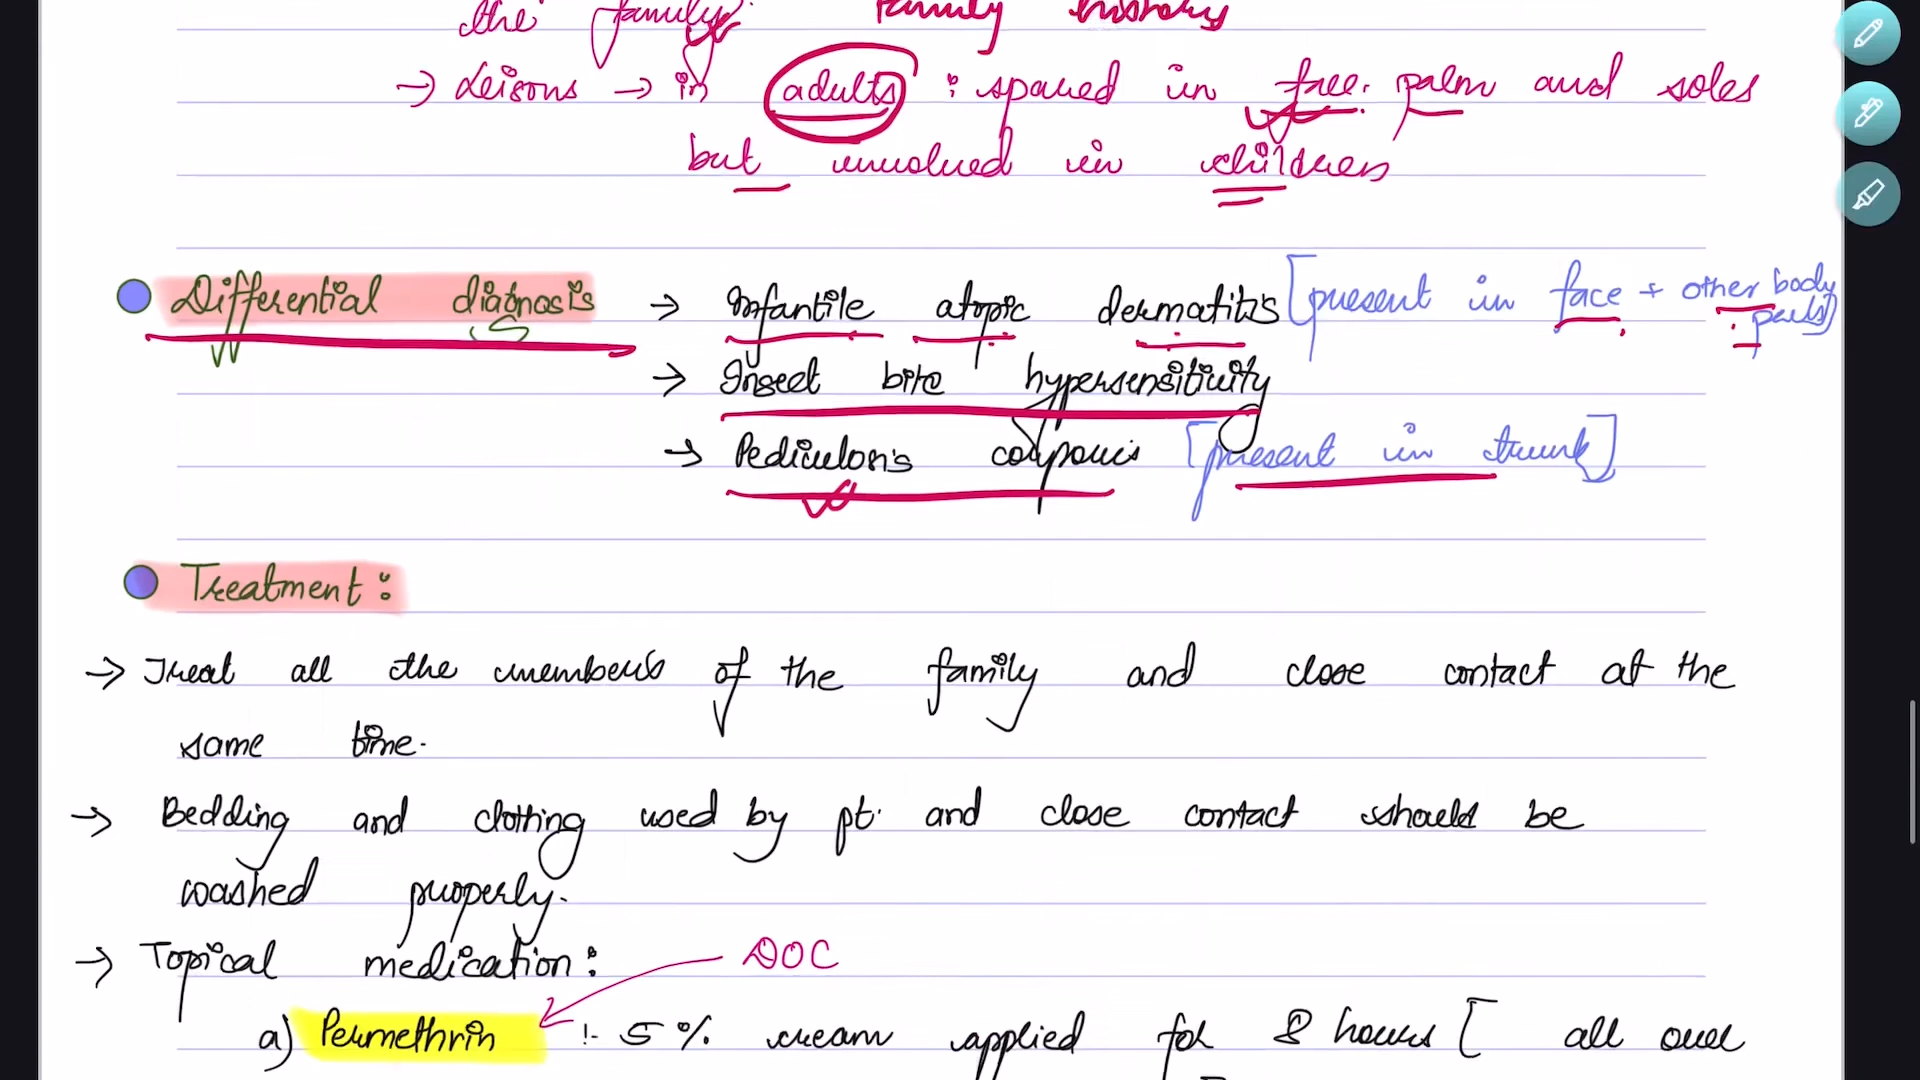 the family. Family history
→ Leisons → in adults : spared in face. palm and soles
but involved in children
Differential diagnosis → Infantile atopic dermatitis [present in face + other body parts]
→ Insect bite hypersensitivity
→ Pediculosis corporis [present in trunk]
Treatment :
→ Treat all the members of the family and close contact at the
same time.
→ Bedding and clothing used by pt. and close contact should be
washed properly.
→ Topical medication : DOC
a) Permethrin :- 5% cream applied for 8 hours [ all over